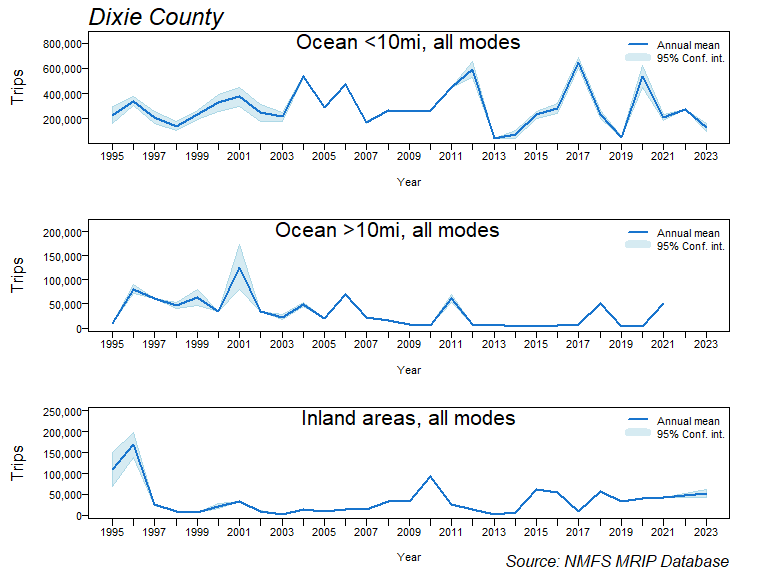 Dixie County
Ocean <10mi, all modes
Annual mean
95% Conf. int.
Trips
800,000
600,000
400,000
200,000
1995 1997 1999 2001 2003 2005 2007 2009 2011 2013 2015 2017 2019 2021 2023
Year
Ocean >10mi, all modes
Annual mean
95% Conf. int.
Trips
200,000
150,000
100,000
50,000
0
1995 1997 1999 2001 2003 2005 2007 2009 2011 2013 2015 2017 2019 2021 2023
Year
Inland areas, all modes
Annual mean
95% Conf. int.
Trips
250,000
200,000
150,000
100,000
50,000
0
1995 1997 1999 2001 2003 2005 2007 2009 2011 2013 2015 2017 2019 2021 2023
Year
Source: NMFS MRIP Database